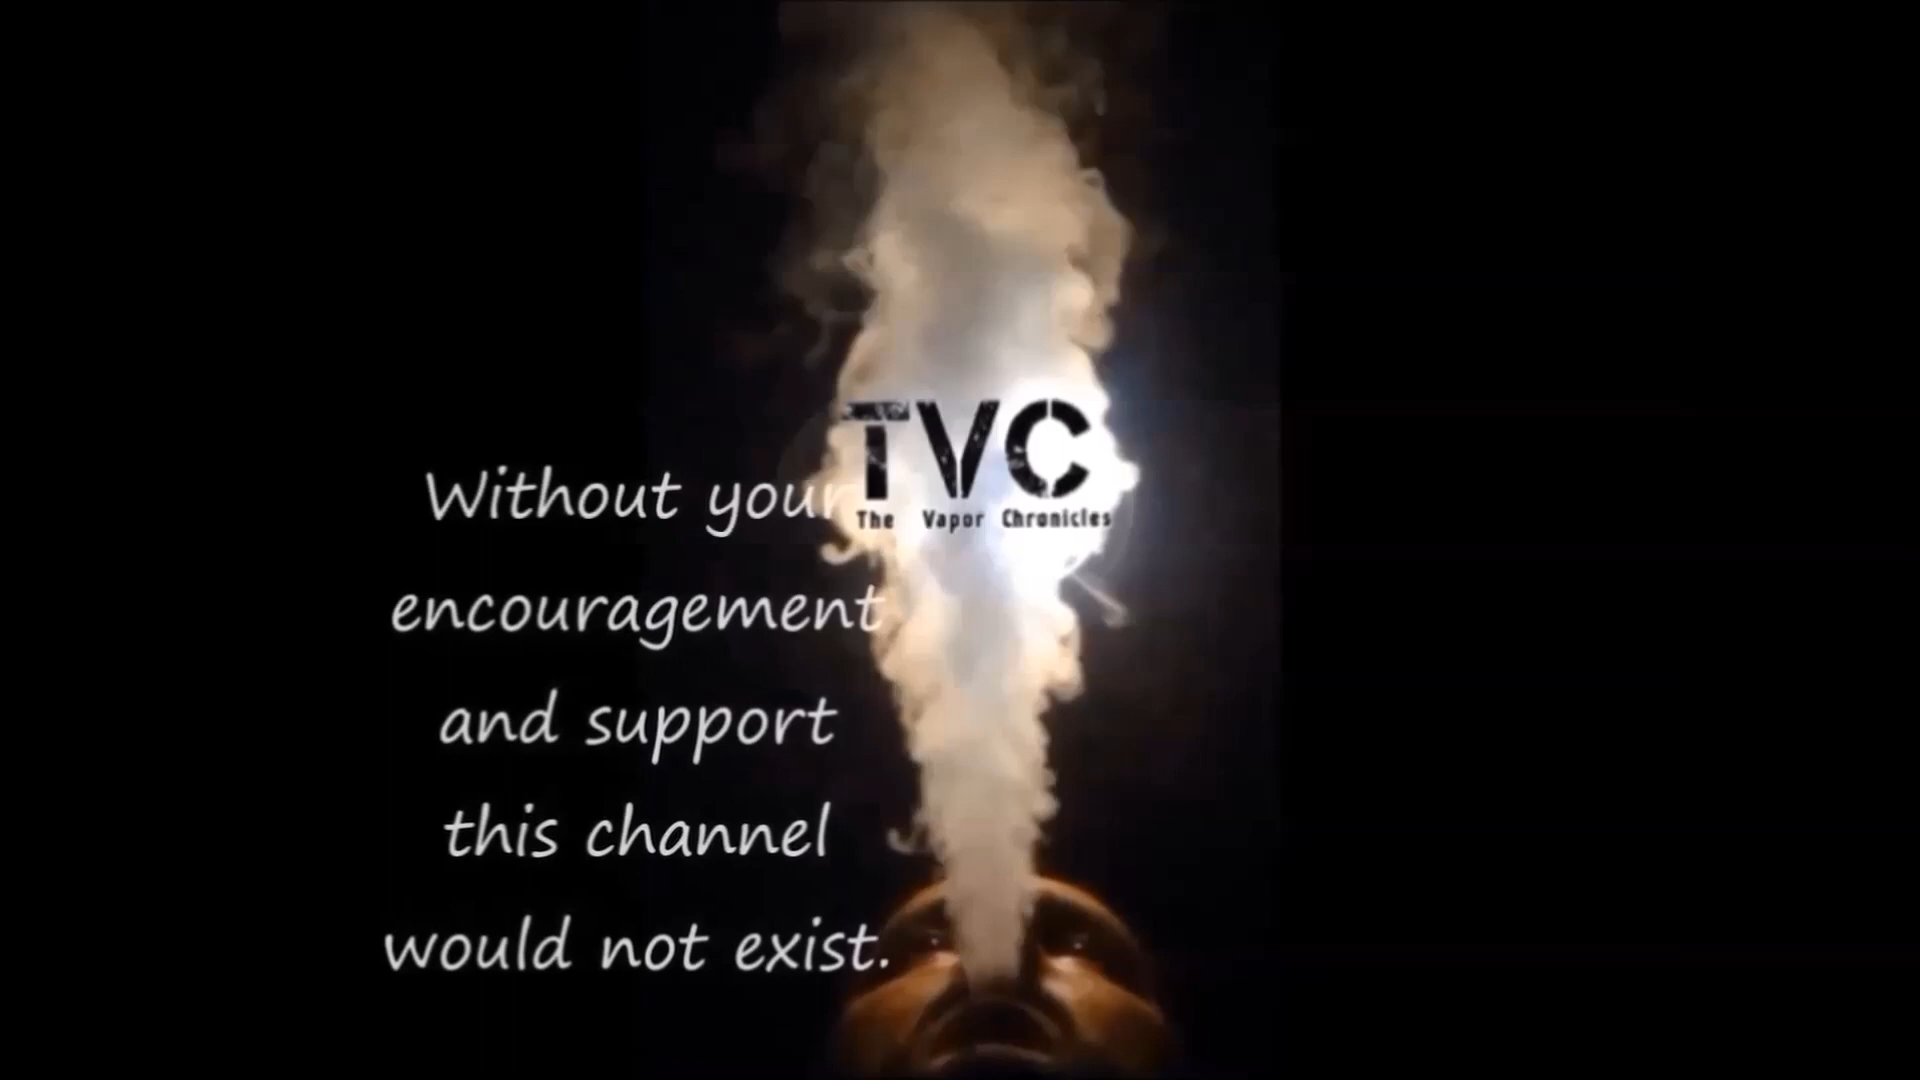 TVC
The Vapor Chronicles
Without your
encouragement
and support
this channel
would not exist.